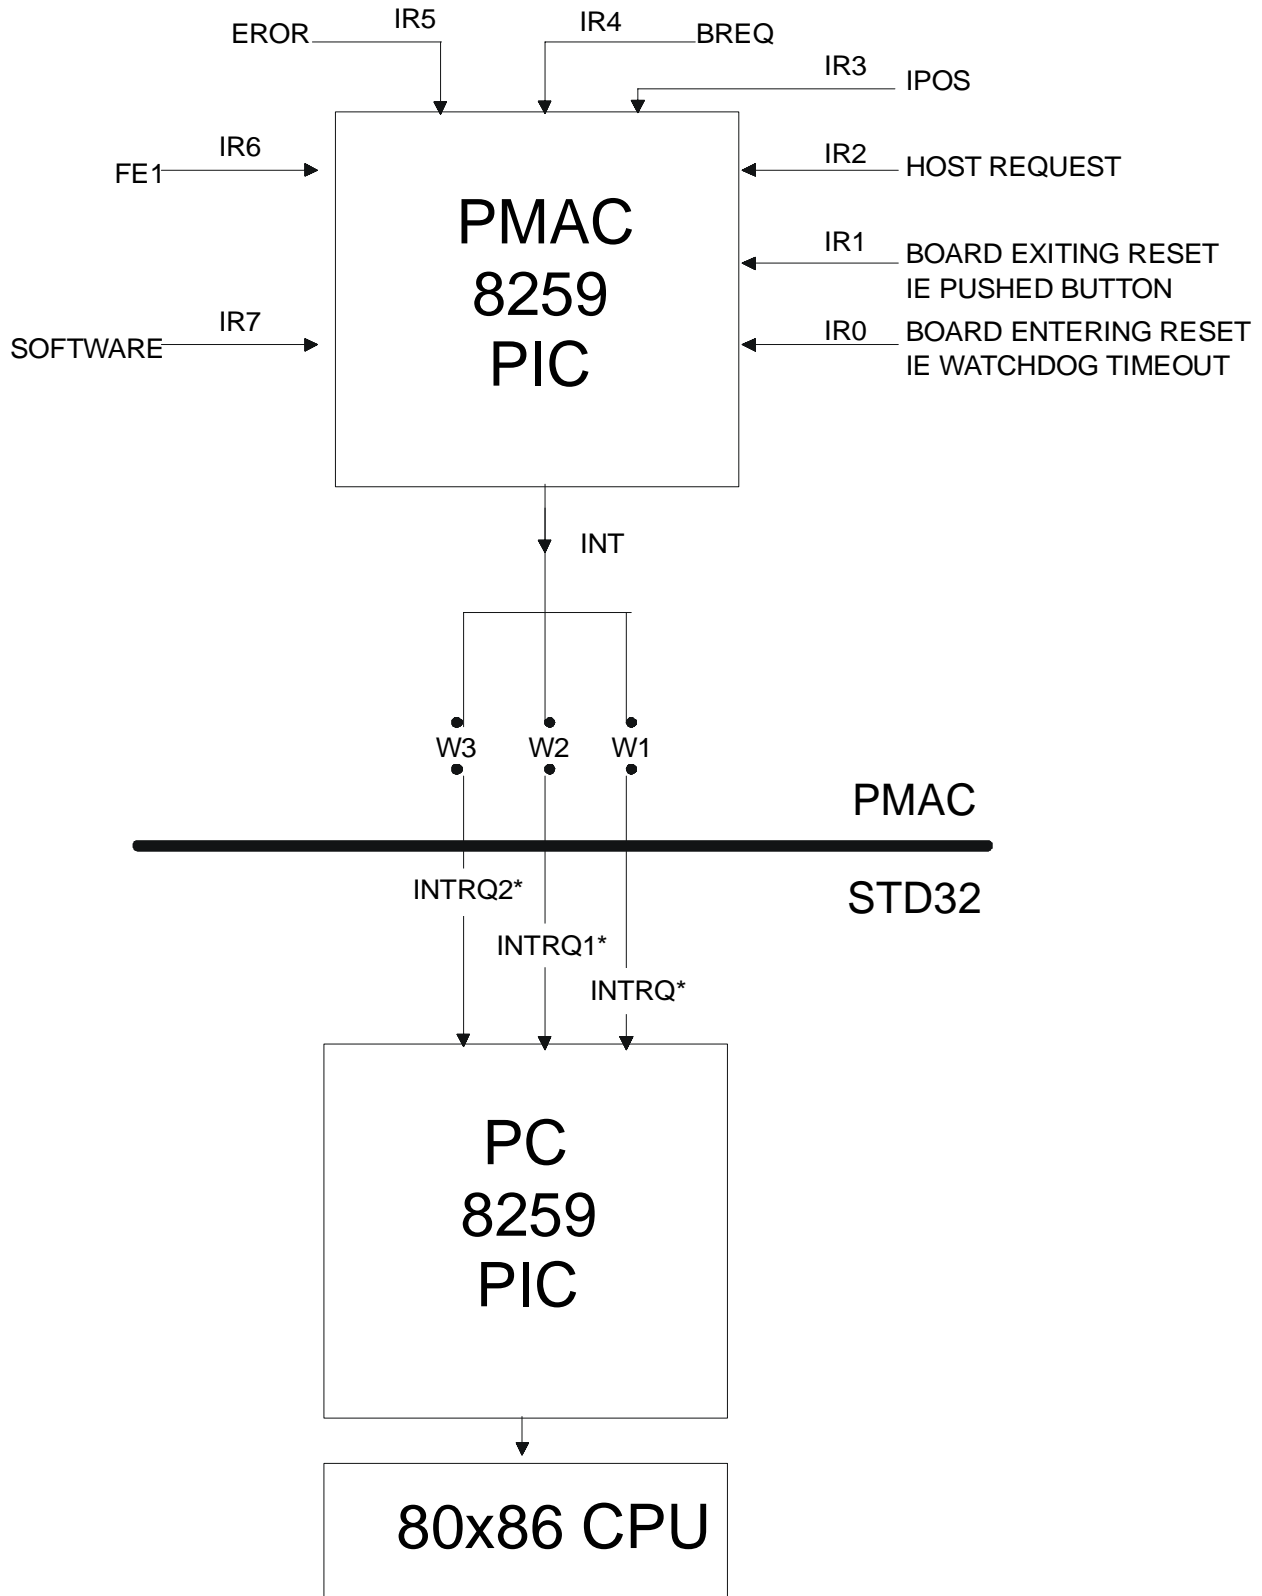 IR5
IR4
EROR
BREQ
IR3
IPOS
IR6
FE1
IR2
HOST REQUEST
PMAC
8259
PIC
IR1
BOARD EXITING RESET
IE PUSHED BUTTON
IR7
SOFTWARE
IR0
BOARD ENTERING RESET
IE WATCHDOG TIMEOUT
INT
W3
W2
W1
PMAC
STD32
INTRQ2*
INTRQ1*
INTRQ*
PC
8259
PIC
80x86 CPU